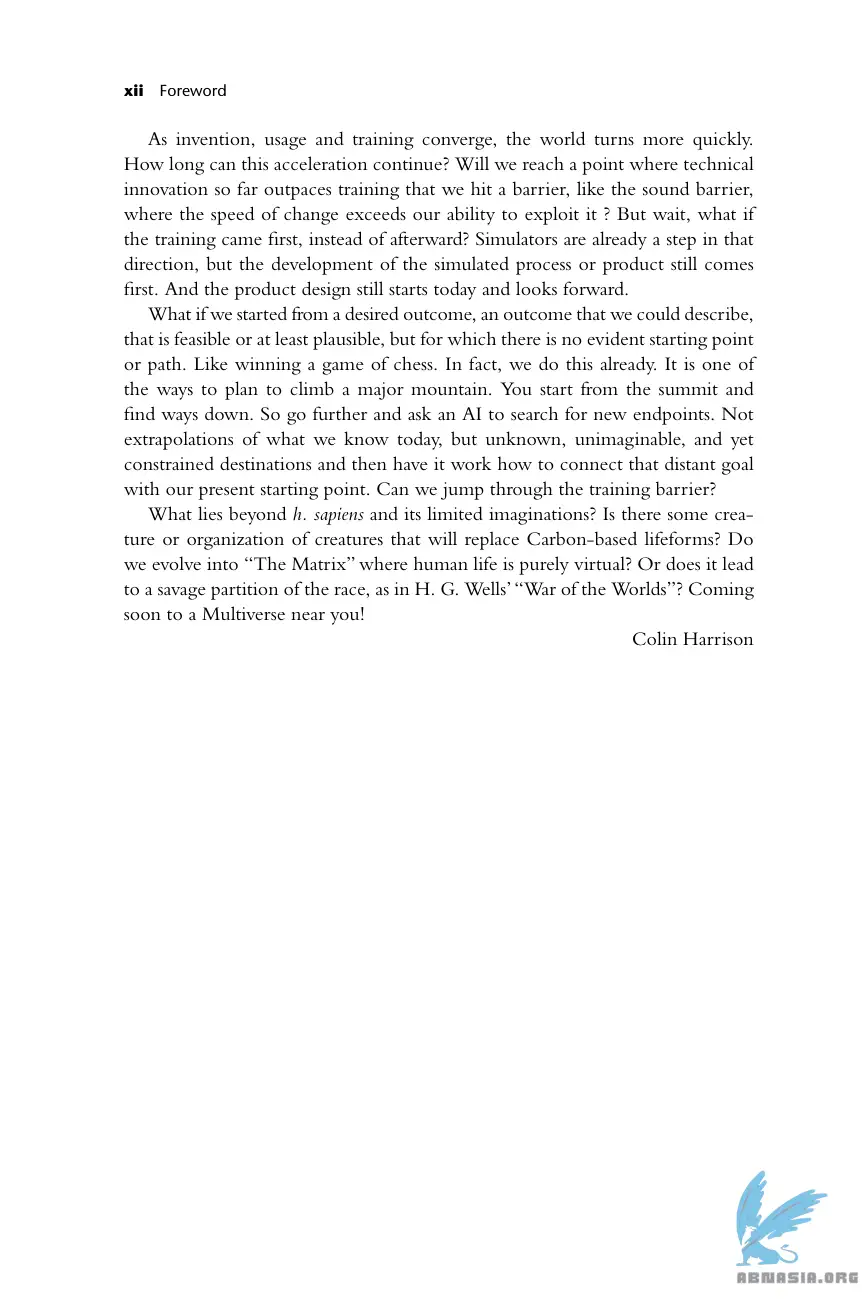 xii Foreword
As invention, usage and training converge, the world turns more quickly.
How long can this acceleration continue? Will we reach a point where technical
innovation so far outpaces training that we hit a barrier, like the sound barrier,
where the speed of change exceeds our ability to exploit it ? But wait, what if
the training came first, instead of afterward? Simulators are already a step in that
direction, but the development of the simulated process or product still comes
first. And the product design still starts today and looks forward.
What if we started from a desired outcome, an outcome that we could describe,
that is feasible or at least plausible, but for which there is no evident starting point
or path. Like winning a game of chess. In fact, we do this already. It is one of
the ways to plan to climb a major mountain. You start from the summit and
find ways down. So go further and ask an AI to search for new endpoints. Not
extrapolations of what we know today, but unknown, unimaginable, and yet
constrained destinations and then have it work how to connect that distant goal
with our present starting point. Can we jump through the training barrier?
What lies beyond h. sapiens and its limited imaginations? Is there some crea-
ture or organization of creatures that will replace Carbon-based lifeforms? Do
we evolve into “The Matrix” where human life is purely virtual? Or does it lead
to a savage partition of the race, as in H. G. Wells’ “War of the Worlds”? Coming
soon to a Multiverse near you!
Colin Harrison
ABNASIA.ORG